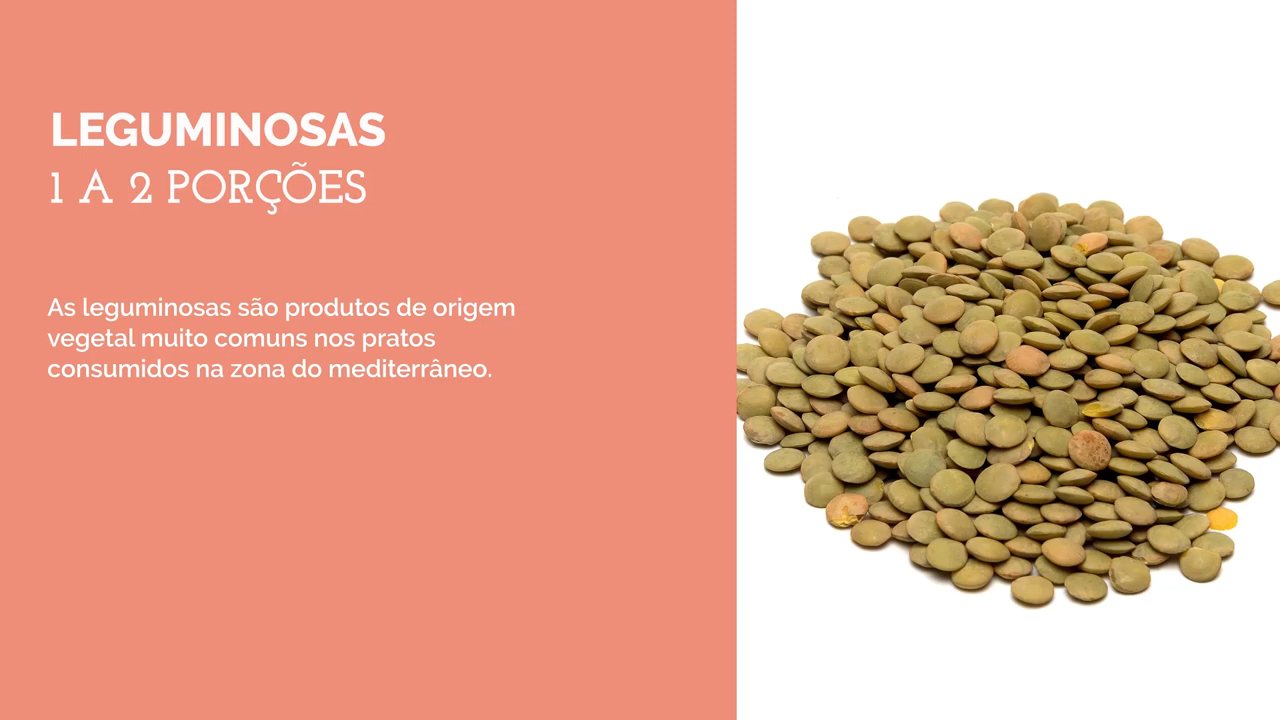 LEGUMINOSAS
1 A 2 PORÇÕES
As leguminosas são produtos de origem
vegetal muito comuns nos pratos
consumidos na zona do mediterrâneo.